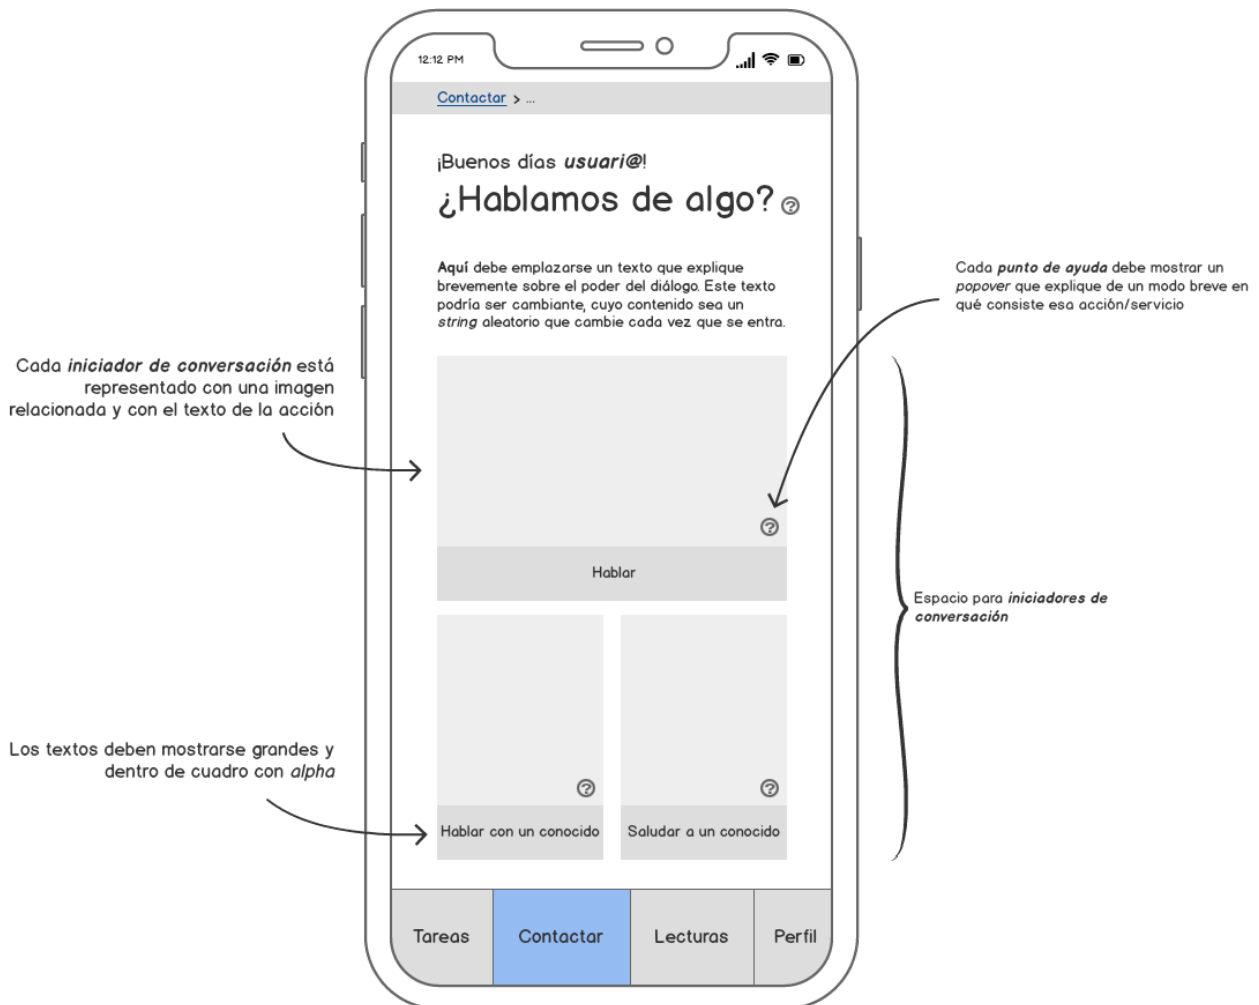 12:12 PM
Contactar > ...
¡Buenos días usuari@!
¿Hablamos de algo? ?
Aquí debe emplazarse un texto que explique
brevemente sobre el poder del diálogo. Este texto
podría ser cambiante, cuyo contenido sea un
string aleatorio que cambie cada vez que se entra.
Cada punto de ayuda debe mostrar un
popover que explique de un modo breve en
qué consiste esa acción/servicio
Cada iniciador de conversación está
representado con una imagen
relacionada y con el texto de la acción
?
Hablar
Espacio para iniciadores de
conversación
Los textos deben mostrarse grandes y
dentro de cuadro con alpha
?
?
Hablar con un conocido
Saludar a un conocido
Tareas
Contactar
Lecturas
Perfil